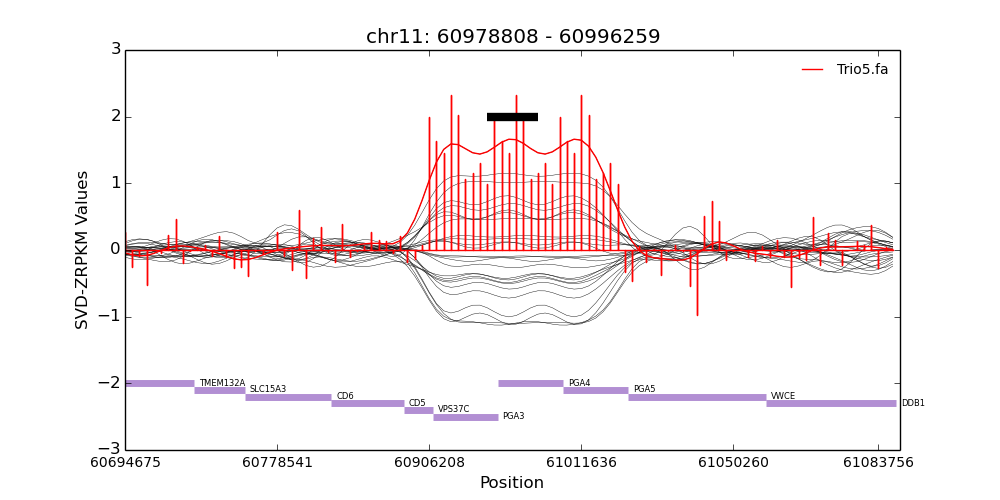 chr11: 60978808 - 60996259
Trio5.fa
3
2
1
0
−1
−2
−3
SVD-ZRPKM Values
TMEM132A
SLC15A3
CD6
CD5
VPS37C
PGA3
PGA4
PGA5
VWCE
DDB1
60694675 60778541 60906208 61011636 61050260 61083756
Position